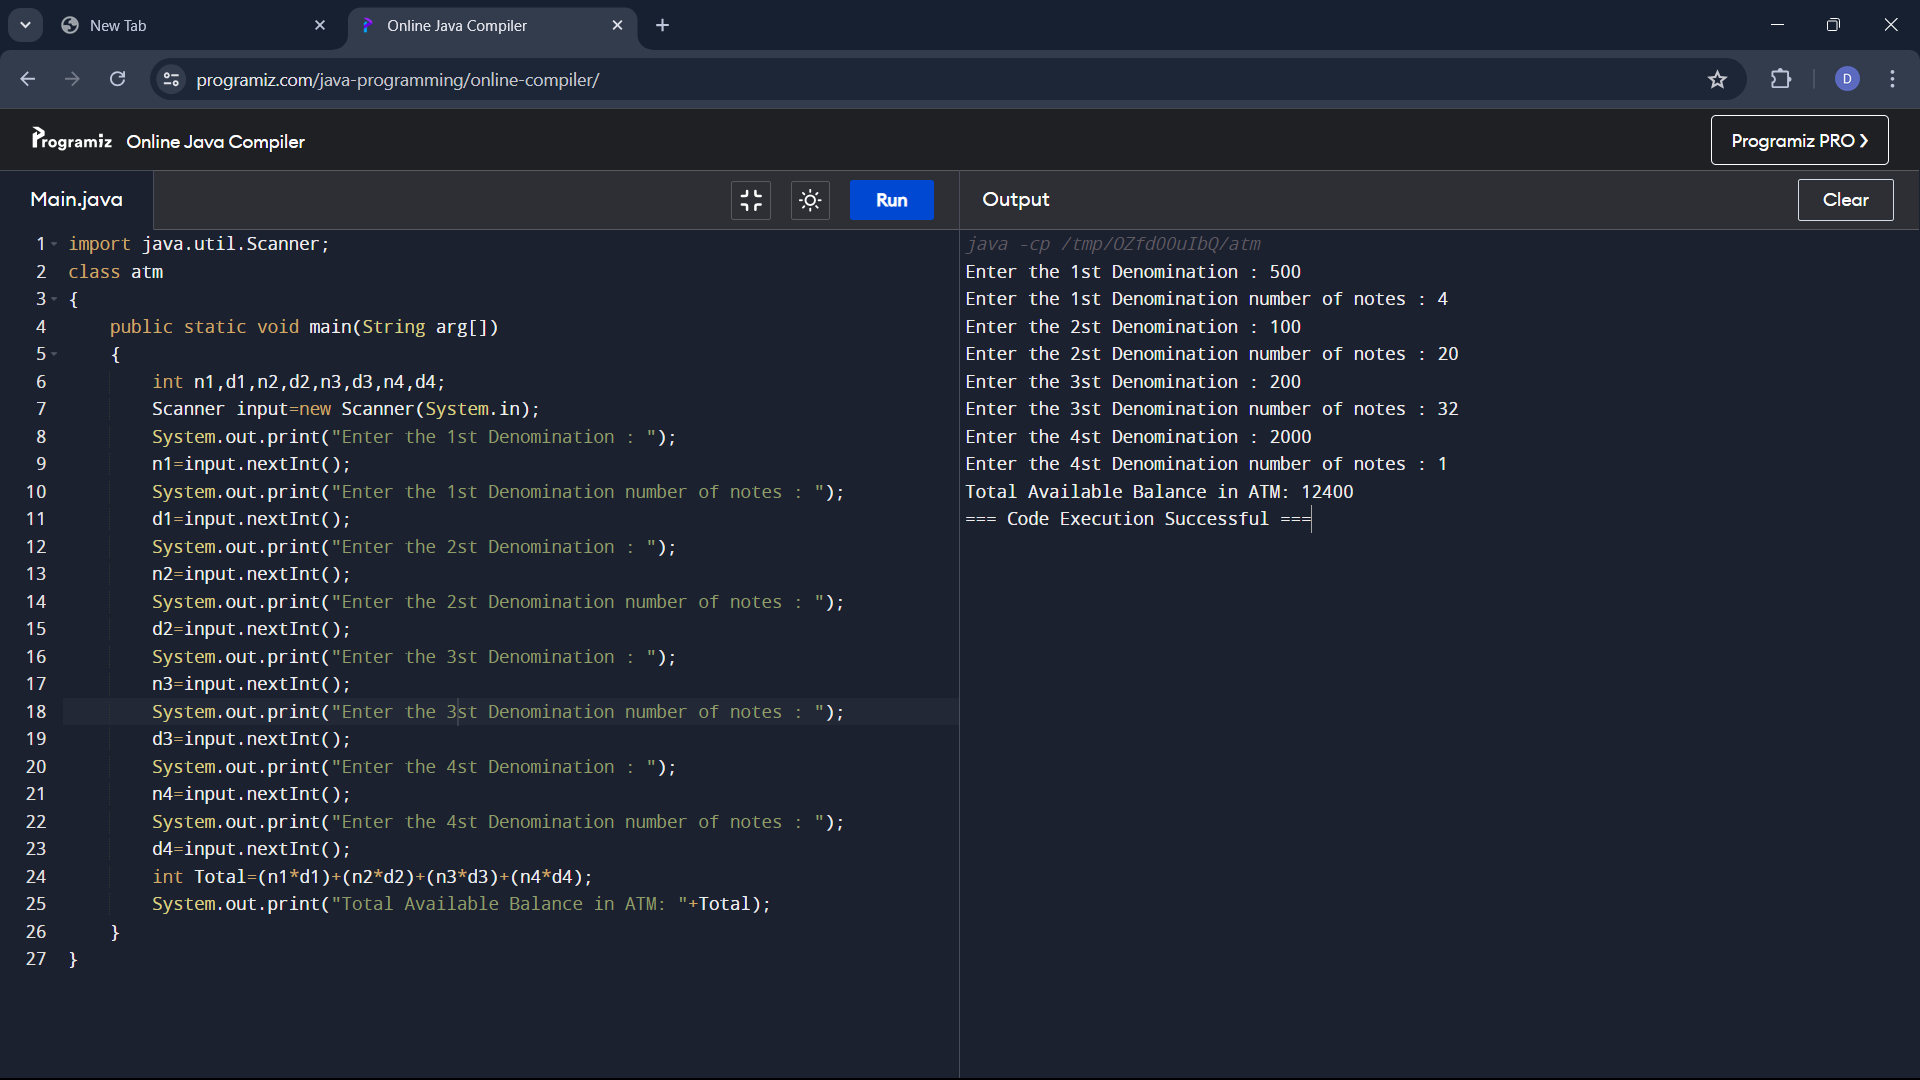 New Tab
Online Java Compiler
programiz.com/java-programming/online-compiler/
D
Programiz Online Java Compiler
Programiz PRO ❯
Main.java
Run
Output
Clear
1 import java.util.Scanner;
2 class atm
3 {
4     public static void main(String arg[])
5     {
6         int n1,d1,n2,d2,n3,d3,n4,d4;
7         Scanner input=new Scanner(System.in);
8         System.out.print("Enter the 1st Denomination : ");
9         n1=input.nextInt();
10         System.out.print("Enter the 1st Denomination number of notes : ");
11         d1=input.nextInt();
12         System.out.print("Enter the 2st Denomination : ");
13         n2=input.nextInt();
14         System.out.print("Enter the 2st Denomination number of notes : ");
15         d2=input.nextInt();
16         System.out.print("Enter the 3st Denomination : ");
17         n3=input.nextInt();
18         System.out.print("Enter the 3st Denomination number of notes : ");
19         d3=input.nextInt();
20         System.out.print("Enter the 4st Denomination : ");
21         n4=input.nextInt();
22         System.out.print("Enter the 4st Denomination number of notes : ");
23         d4=input.nextInt();
24         int Total=(n1*d1)+(n2*d2)+(n3*d3)+(n4*d4);
25         System.out.print("Total Available Balance in ATM: "+Total);
26     }
27 }
java -cp /tmp/OZfdOOuIbQ/atm
Enter the 1st Denomination : 500
Enter the 1st Denomination number of notes : 4
Enter the 2st Denomination : 100
Enter the 2st Denomination number of notes : 20
Enter the 3st Denomination : 200
Enter the 3st Denomination number of notes : 32
Enter the 4st Denomination : 2000
Enter the 4st Denomination number of notes : 1
Total Available Balance in ATM: 12400
=== Code Execution Successful ===